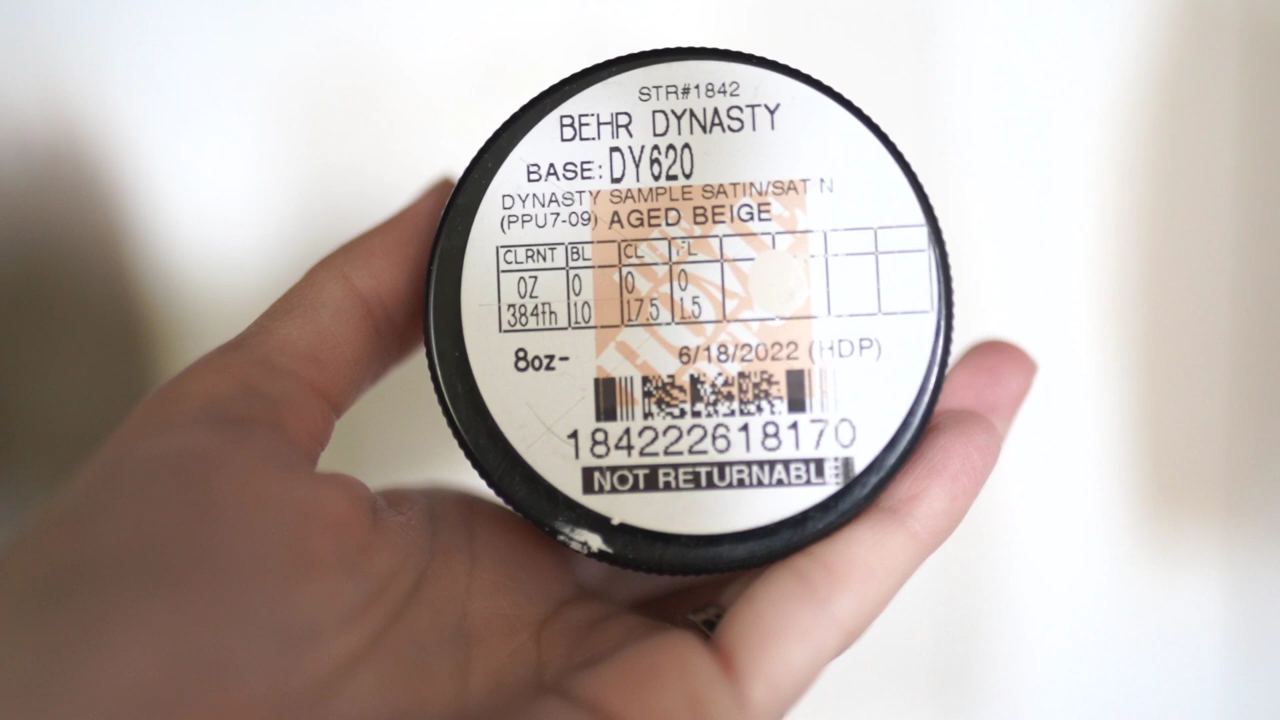 STR#1842
BEHR DYNASTY
BASE: DY620
DYNASTY SAMPLE SATIN/SAT N
(PPU7-09) AGED BEIGE
CLRNT BL CL FL
OZ 0 0 0
384th 10 17.5 1.5
8oz- 6/18/2022 (HDP)
184222618170
NOT RETURNABLE